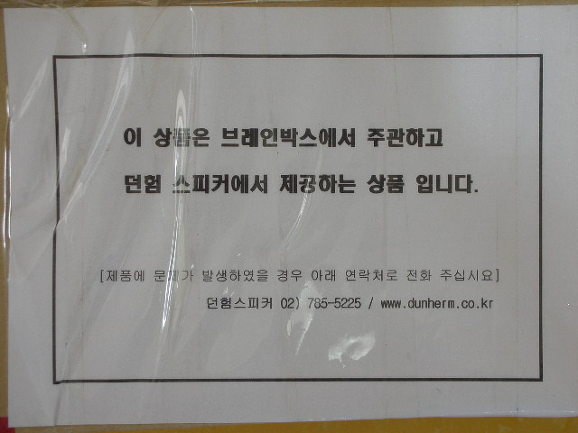 이 상품은 브레인박스에서 주관하고
던험 스피커에서 제공하는 상품 입니다.
[제품에 문제가 발생하였을 경우 아래 연락처로 전화 주십시요]
던험스피커 02) 785-5225 / www.dunherm.co.kr